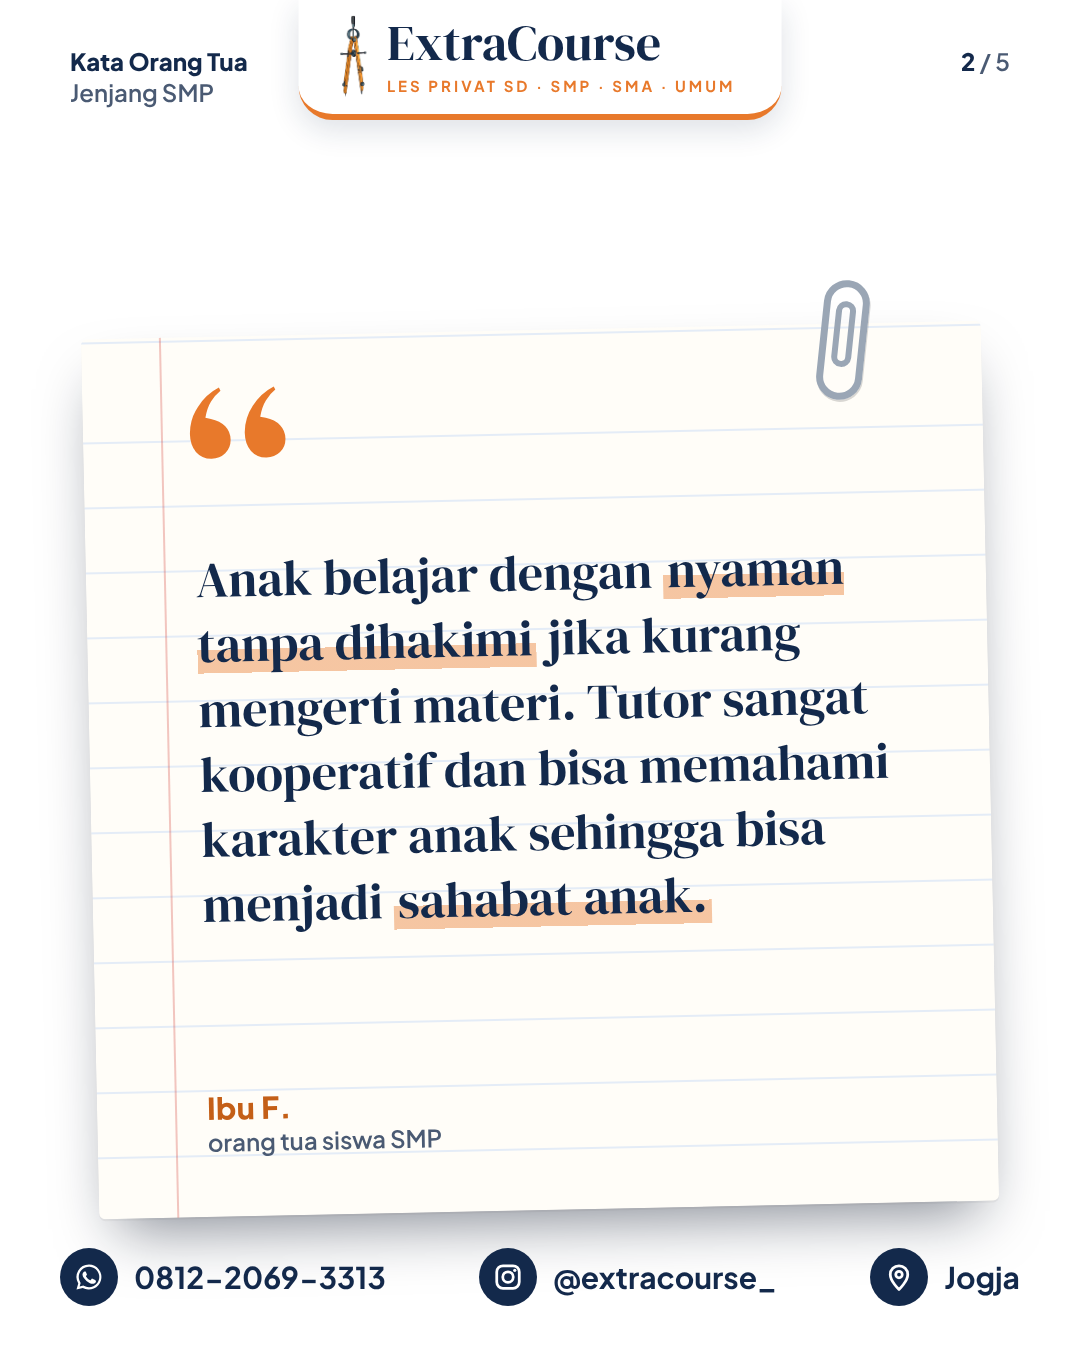 Kata Orang Tua
Jenjang SMP
ExtraCourse
LES PRIVAT SD · SMP · SMA · UMUM
2 / 5
“
Anak belajar dengan nyaman
tanpa dihakimi jika kurang
mengerti materi. Tutor sangat
kooperatif dan bisa memahami
karakter anak sehingga bisa
menjadi sahabat anak.
Ibu F.
orang tua siswa SMP
0812-2069-3313
@extracourse_
Jogja